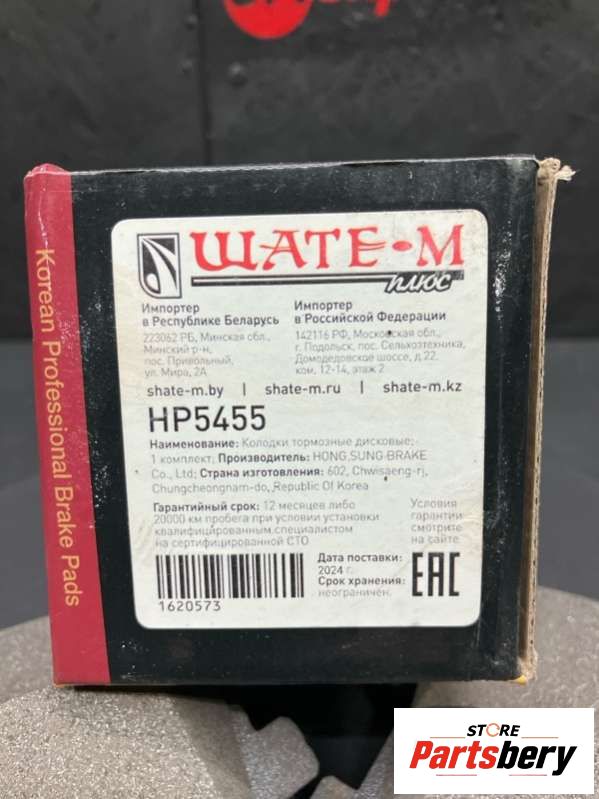 Korean Professional Brake Pads
ШАТЕ-М
плюс
Импортер
в Республике Беларусь
223062 РБ, Минская обл.,
Минский р-н,
пос. Привольный,
ул. Мира, 2А
Импортер
в Российской Федерации
142116 РФ, Московская обл.,
г. Подольск, пос. Сельхозтехника,
Домодедовское шоссе, д.22,
ком. 12-14, этаж 2
shate-m.by | shate-m.ru | shate-m.kz
HP5455
Наименование: Колодки тормозные дисковые;
1 комплект; Производитель: HONG SUNG-BRAKE
Co., Ltd; Страна изготовления: 602, Chwisaeng-rj,
Chungcheongnam-do, Republic Of Korea
Гарантийный срок: 12 месяцев либо
20000 км пробега при условии установки
квалифицированным специалистом
на сертифицированной СТО
Условия
гарантии
смотрите
на сайте
1620573
Дата поставки:
2024 г.
Срок хранения:
неограничен.
EAC
STORE
Partsbery